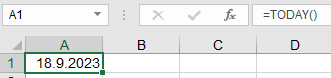 A1 fx =TODAY()
A B C D
1 18.9.2023